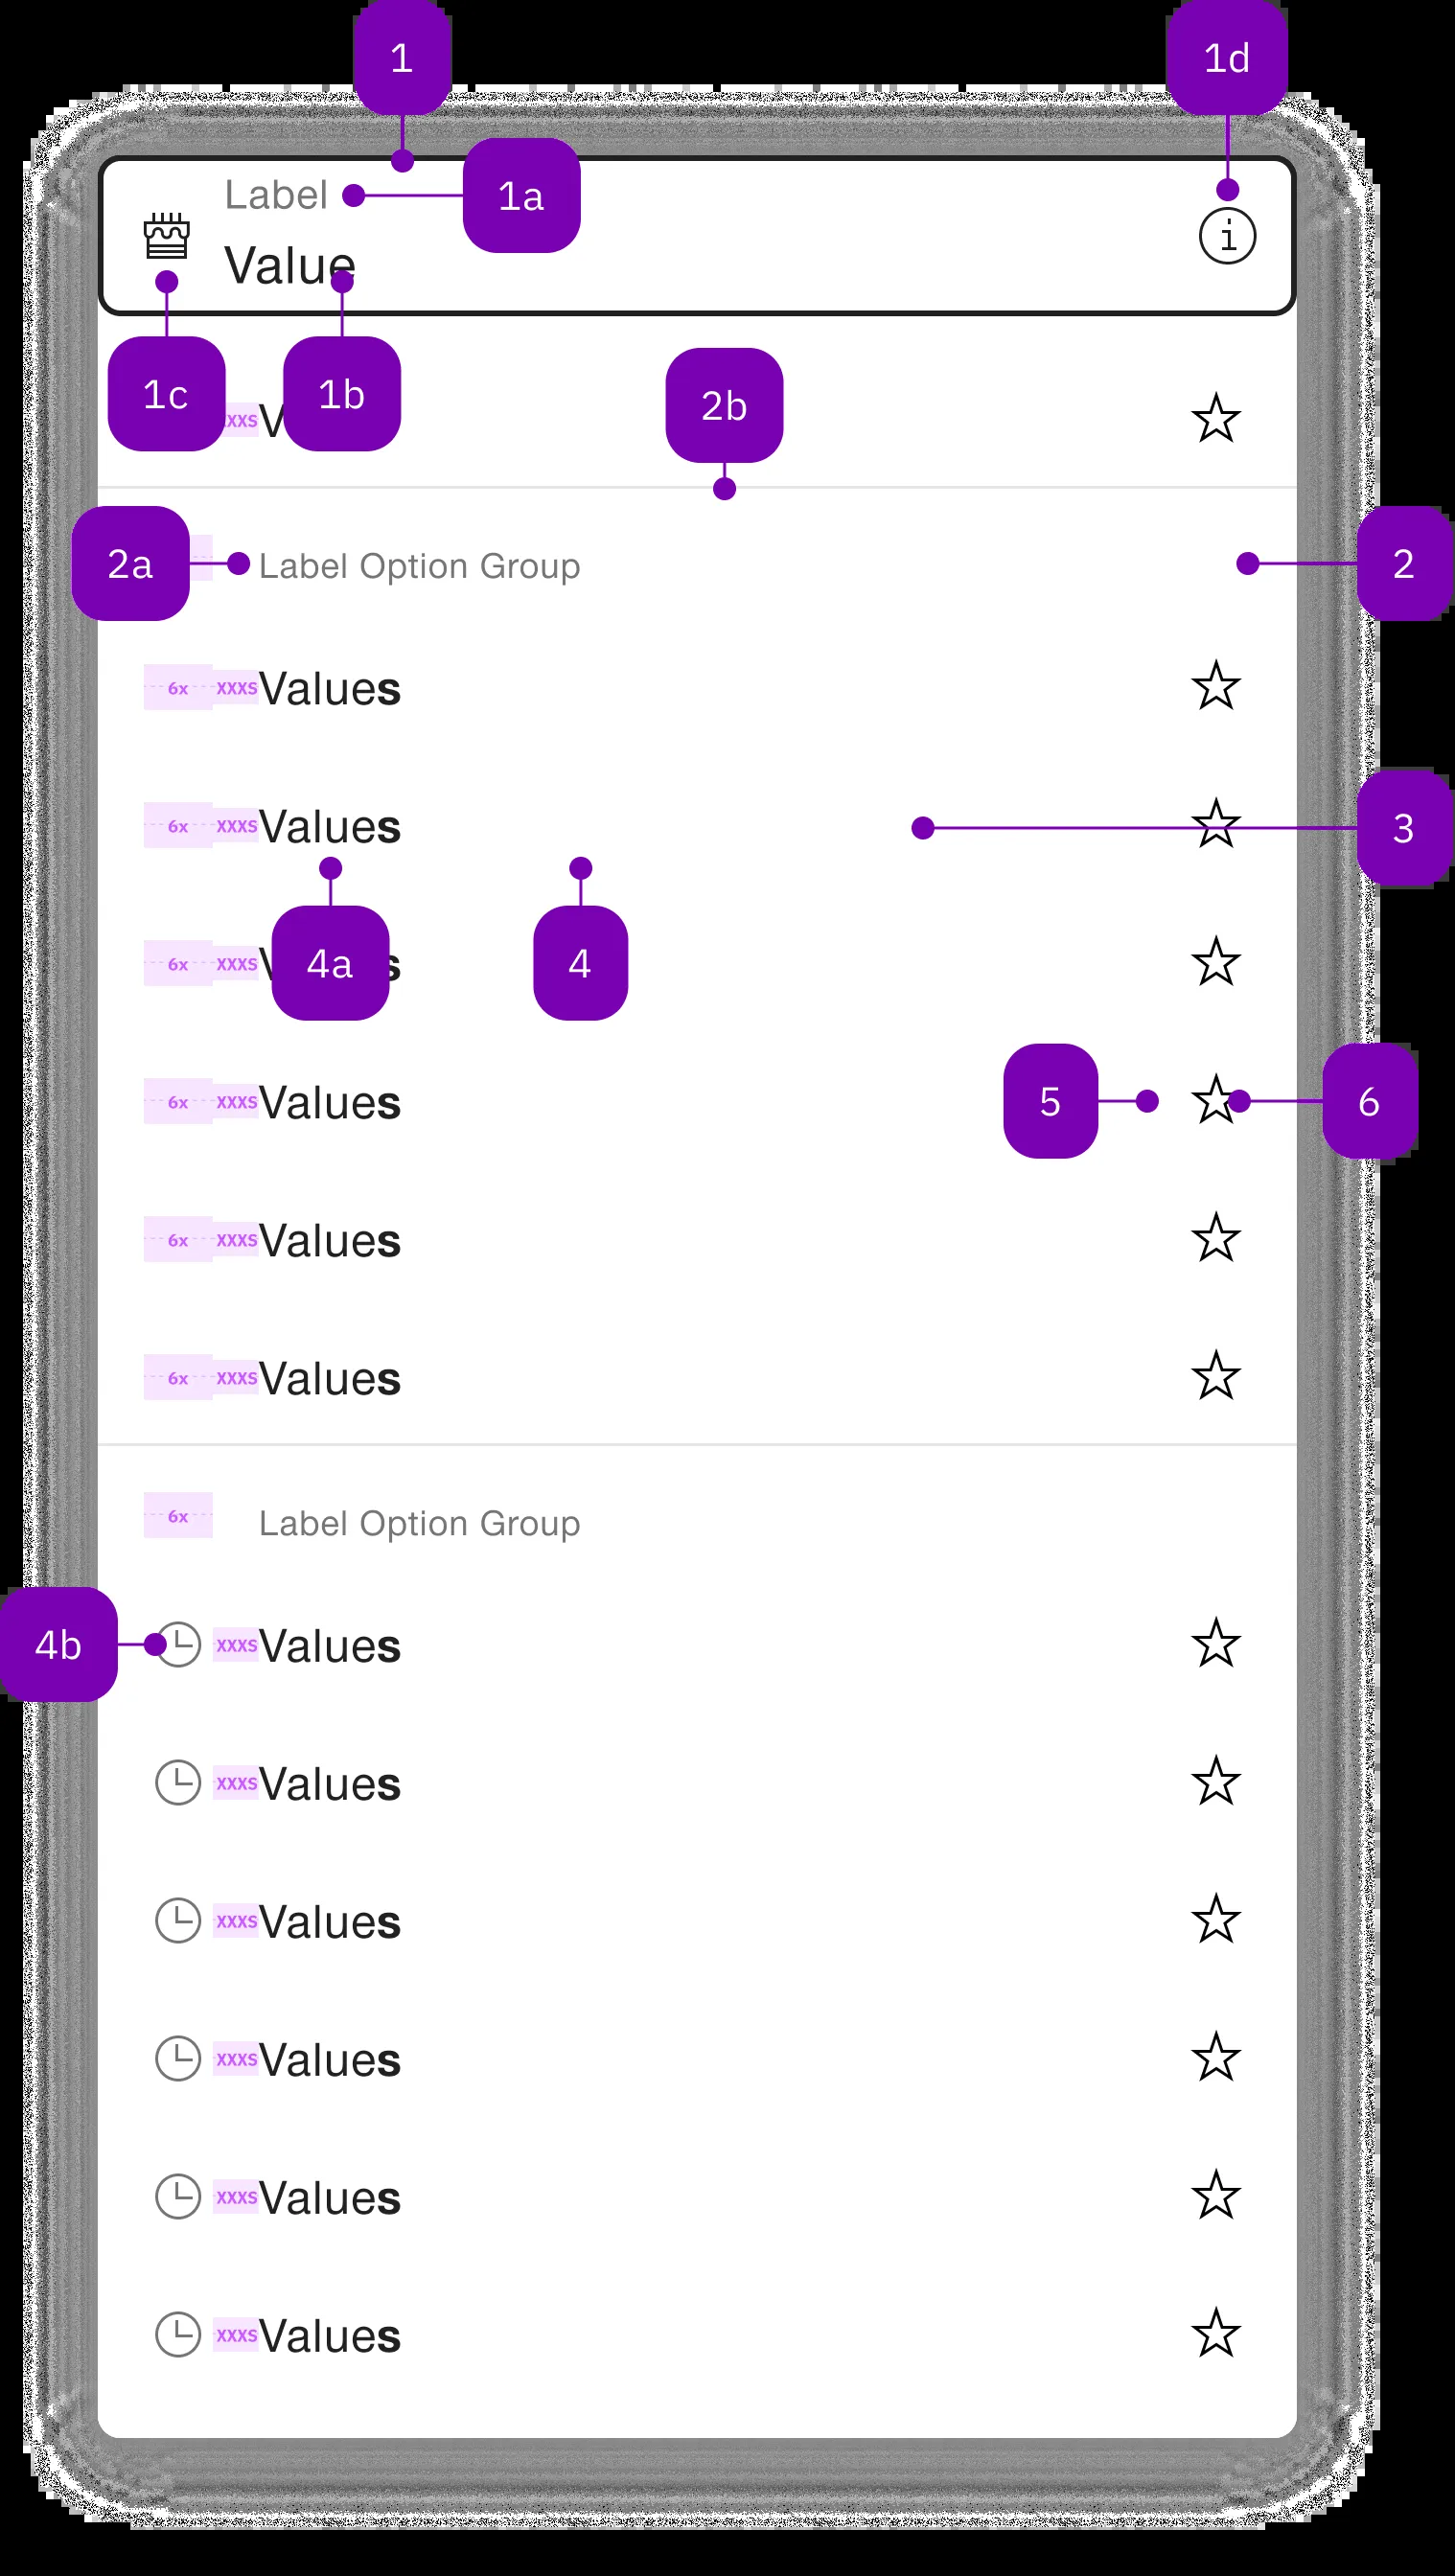 1 1d
Label 1a
i
Value
1c XXXS V 1b 2b
2a Label Option Group 2
6x XXXS Values
6x XXXS Values 3
6x XXXS V 4a s 4
6x XXXS Values 5 6
6x XXXS Values
6x XXXS Values
6x Label Option Group
4b XXXS Values
XXXS Values
XXXS Values
XXXS Values
XXXS Values
XXXS Values